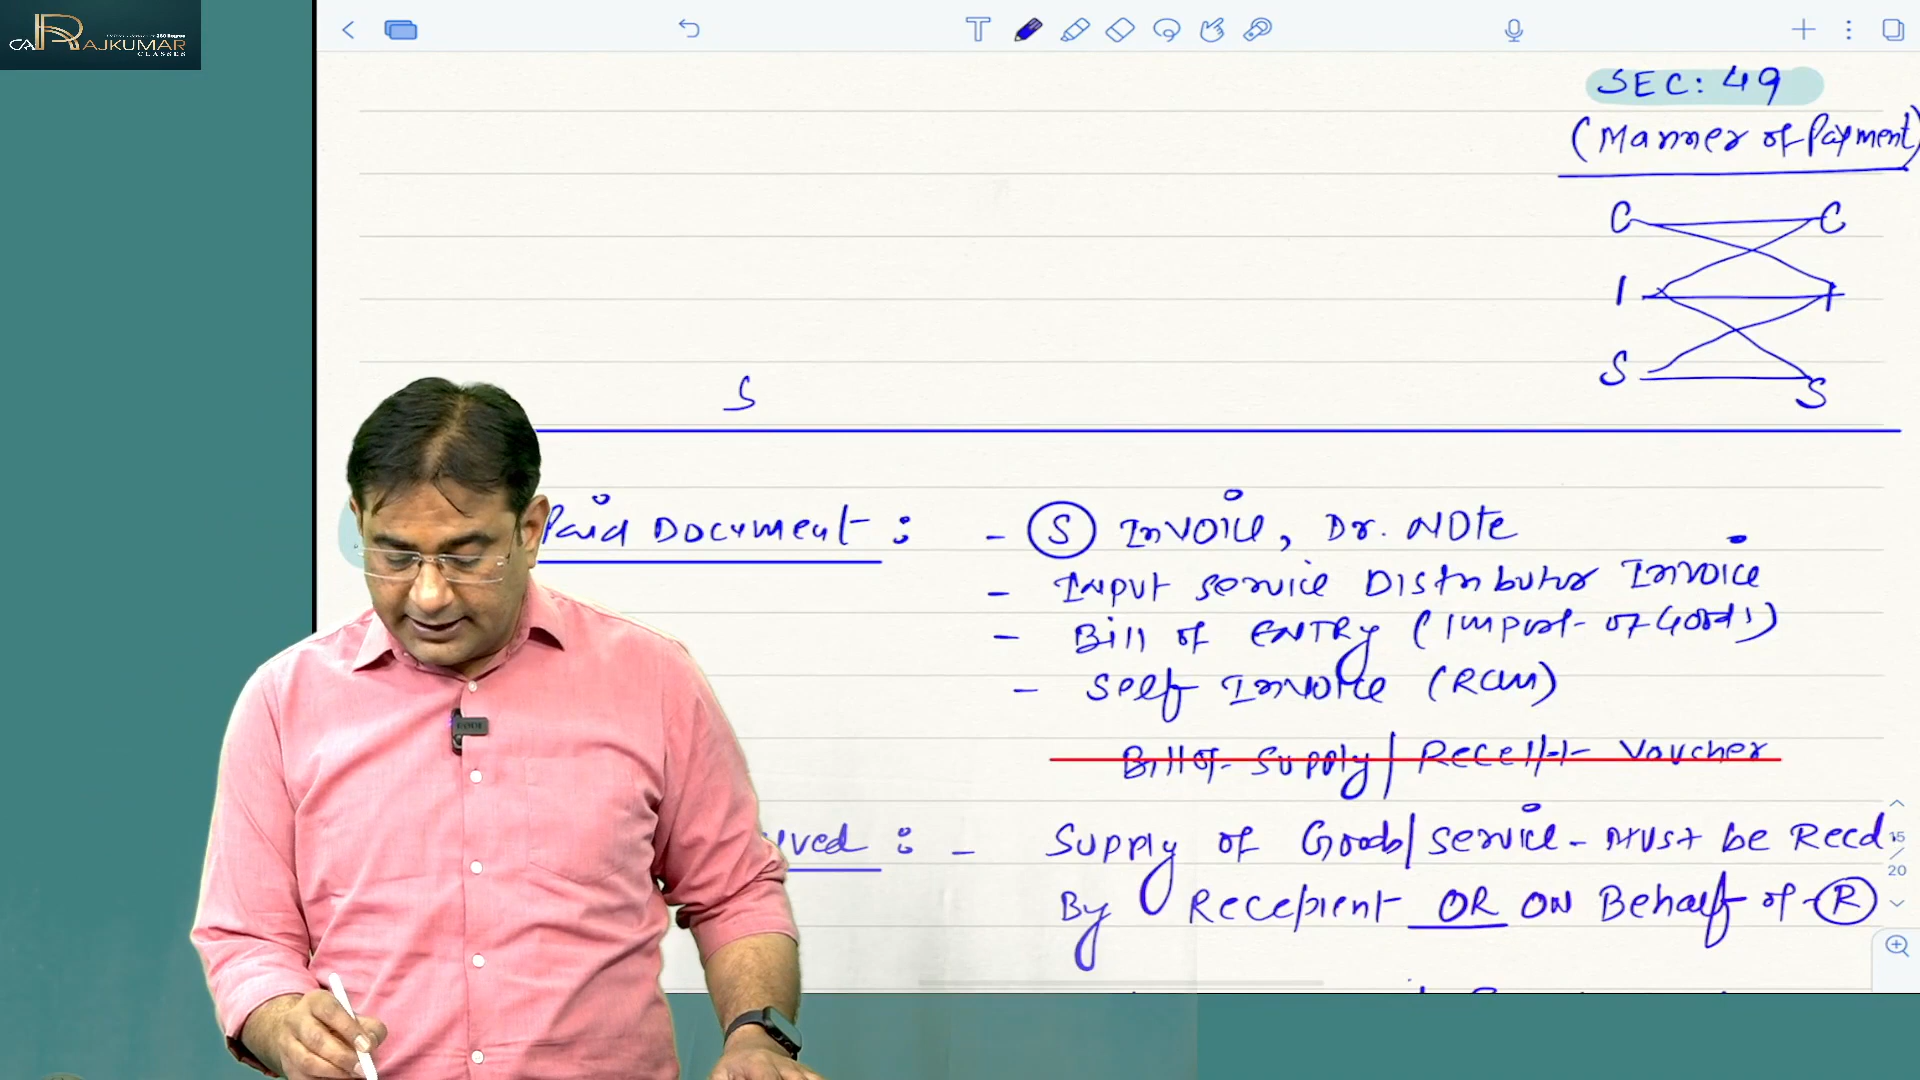 CA RAJKUMAR
CLASSES
SEC: 49
(Manner of Payment)
C C
I I
S S
S
Paid Document :
- (S) Invoice, Dr. Note
- Input Service Distributor Invoice
- Bill of Entry (Import of Goods)
- Self Invoice (RCM)
Bill of Supply / Receipt Voucher
ived : - Supply of Goods/Service - Must be Recd
By Recepient OR ON Behalf of (R)
15
20